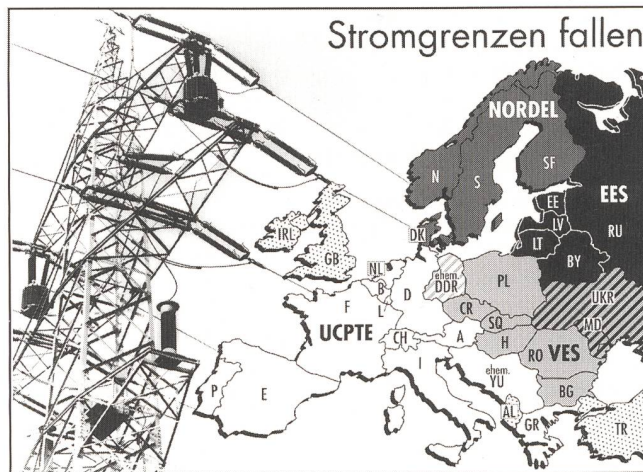 Stromgrenzen fallen
NORDEL
N
S
SF
EES
EE
RU
LV
LT
BY
DK
IRL
GB
NL
B
L
D
ehem.
DDR
PL
UKR
MD
F
UCPTE
CR
SQ
CH
A
H
RO
VES
I
ehem.
YU
BG
P
E
AL
GR
TR